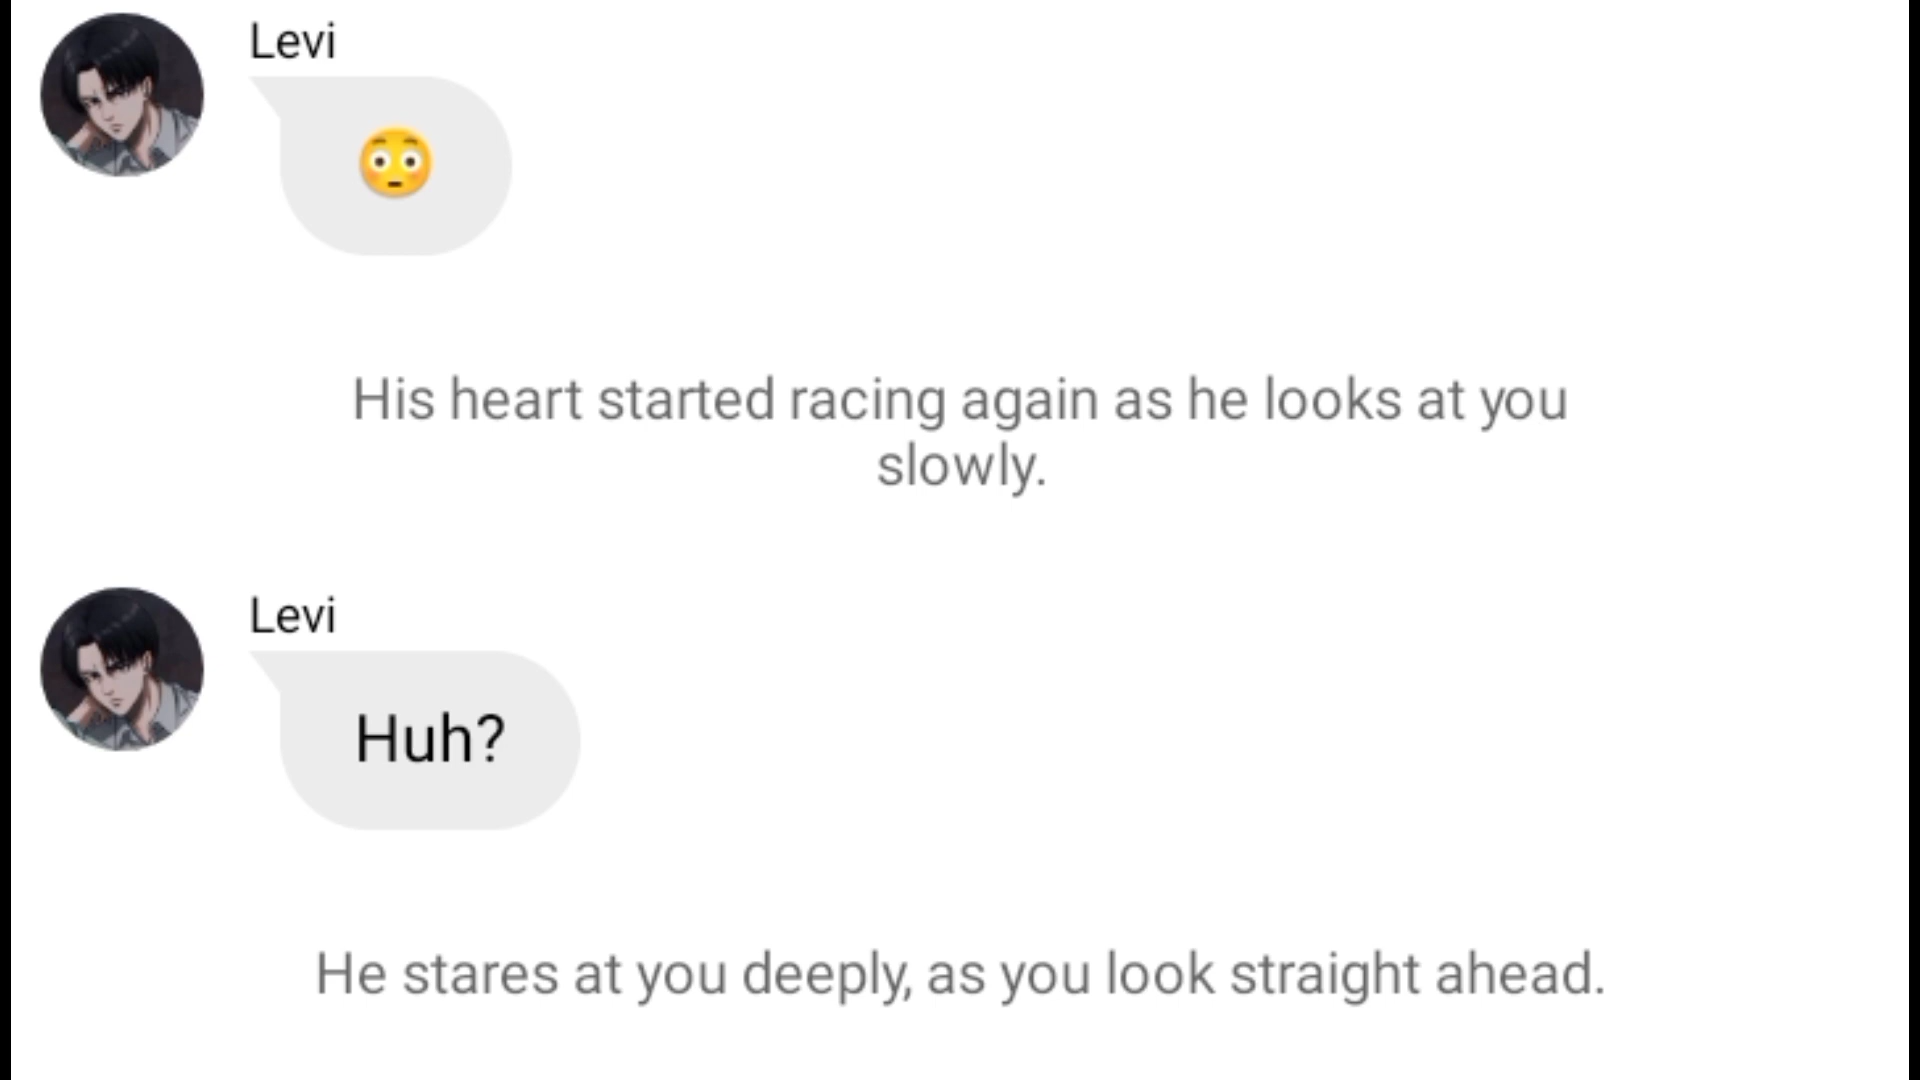 Levi
😳
His heart started racing again as he looks at you
slowly.
Levi
Huh?
He stares at you deeply, as you look straight ahead.